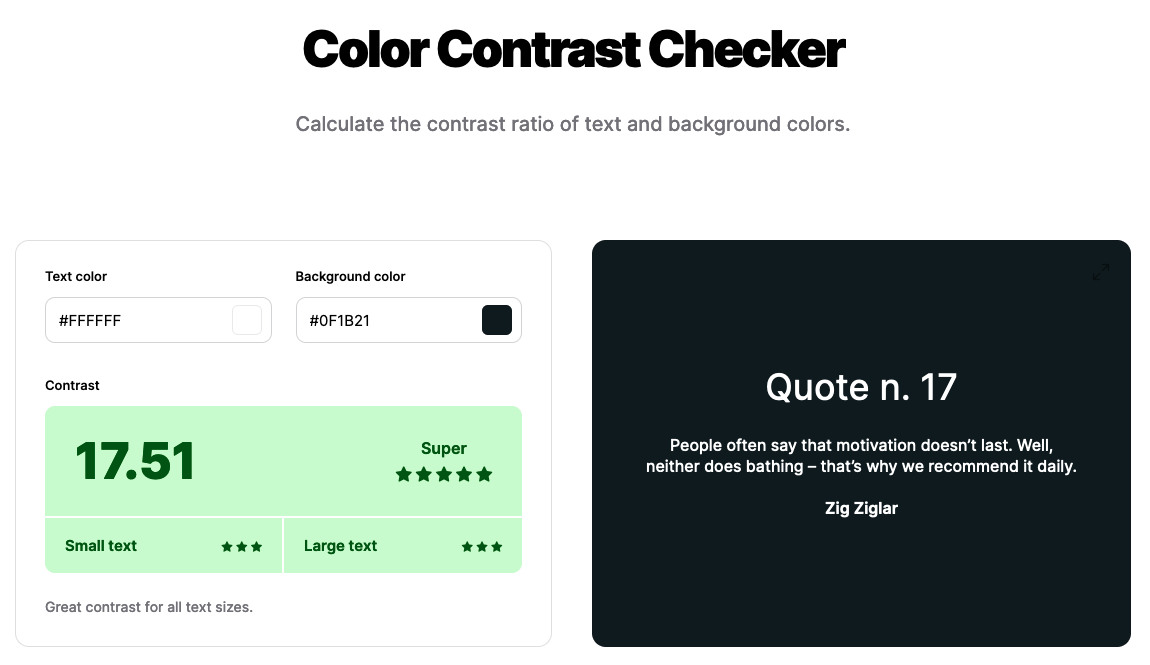 Color Contrast Checker
Calculate the contrast ratio of text and background colors.
Text color
Background color
#FFFFFF
#0F1B21
Contrast
17.51
Super
Small text
Large text
Great contrast for all text sizes.
Quote n. 17
People often say that motivation doesn’t last. Well,
neither does bathing – that’s why we recommend it daily.
Zig Ziglar